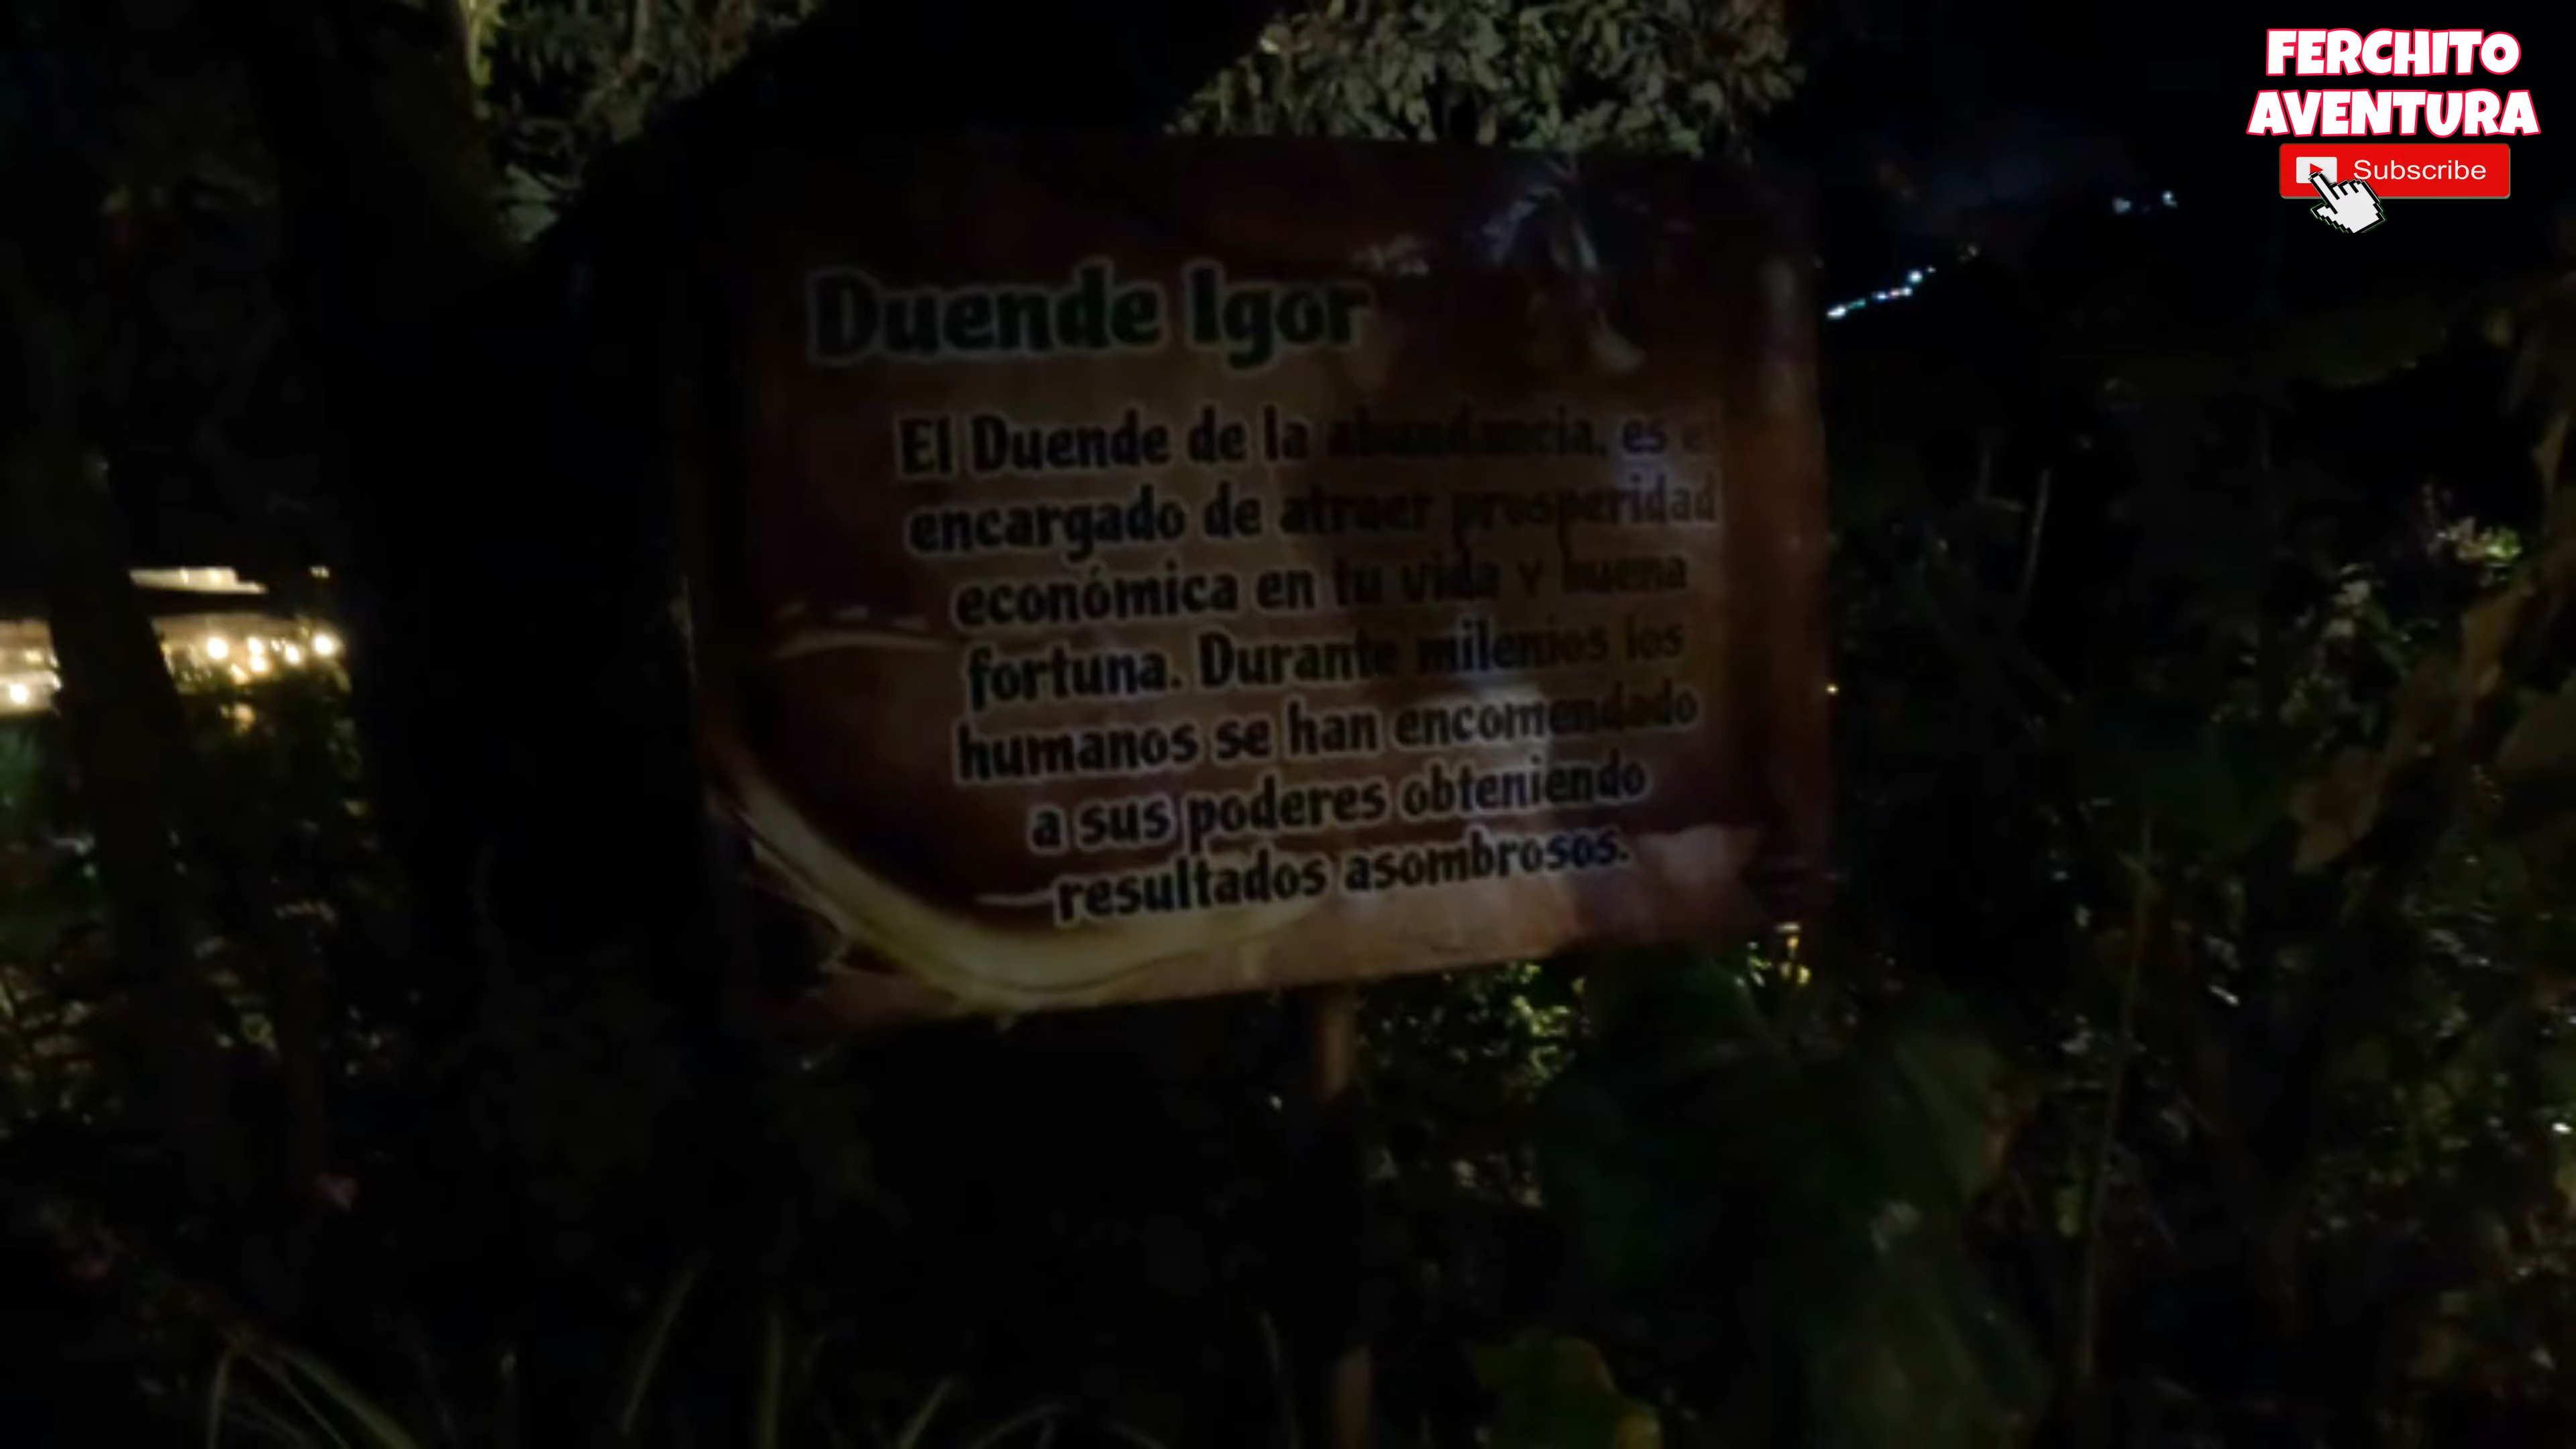 FERCHITO
AVENTURA
Subscribe
Duende Igor
El Duende de la abundancia, es el
encargado de atraer prosperidad
económica en tu vida y buena
fortuna. Durante milenios los
humanos se han encomendado
a sus poderes obteniendo
resultados asombrosos.